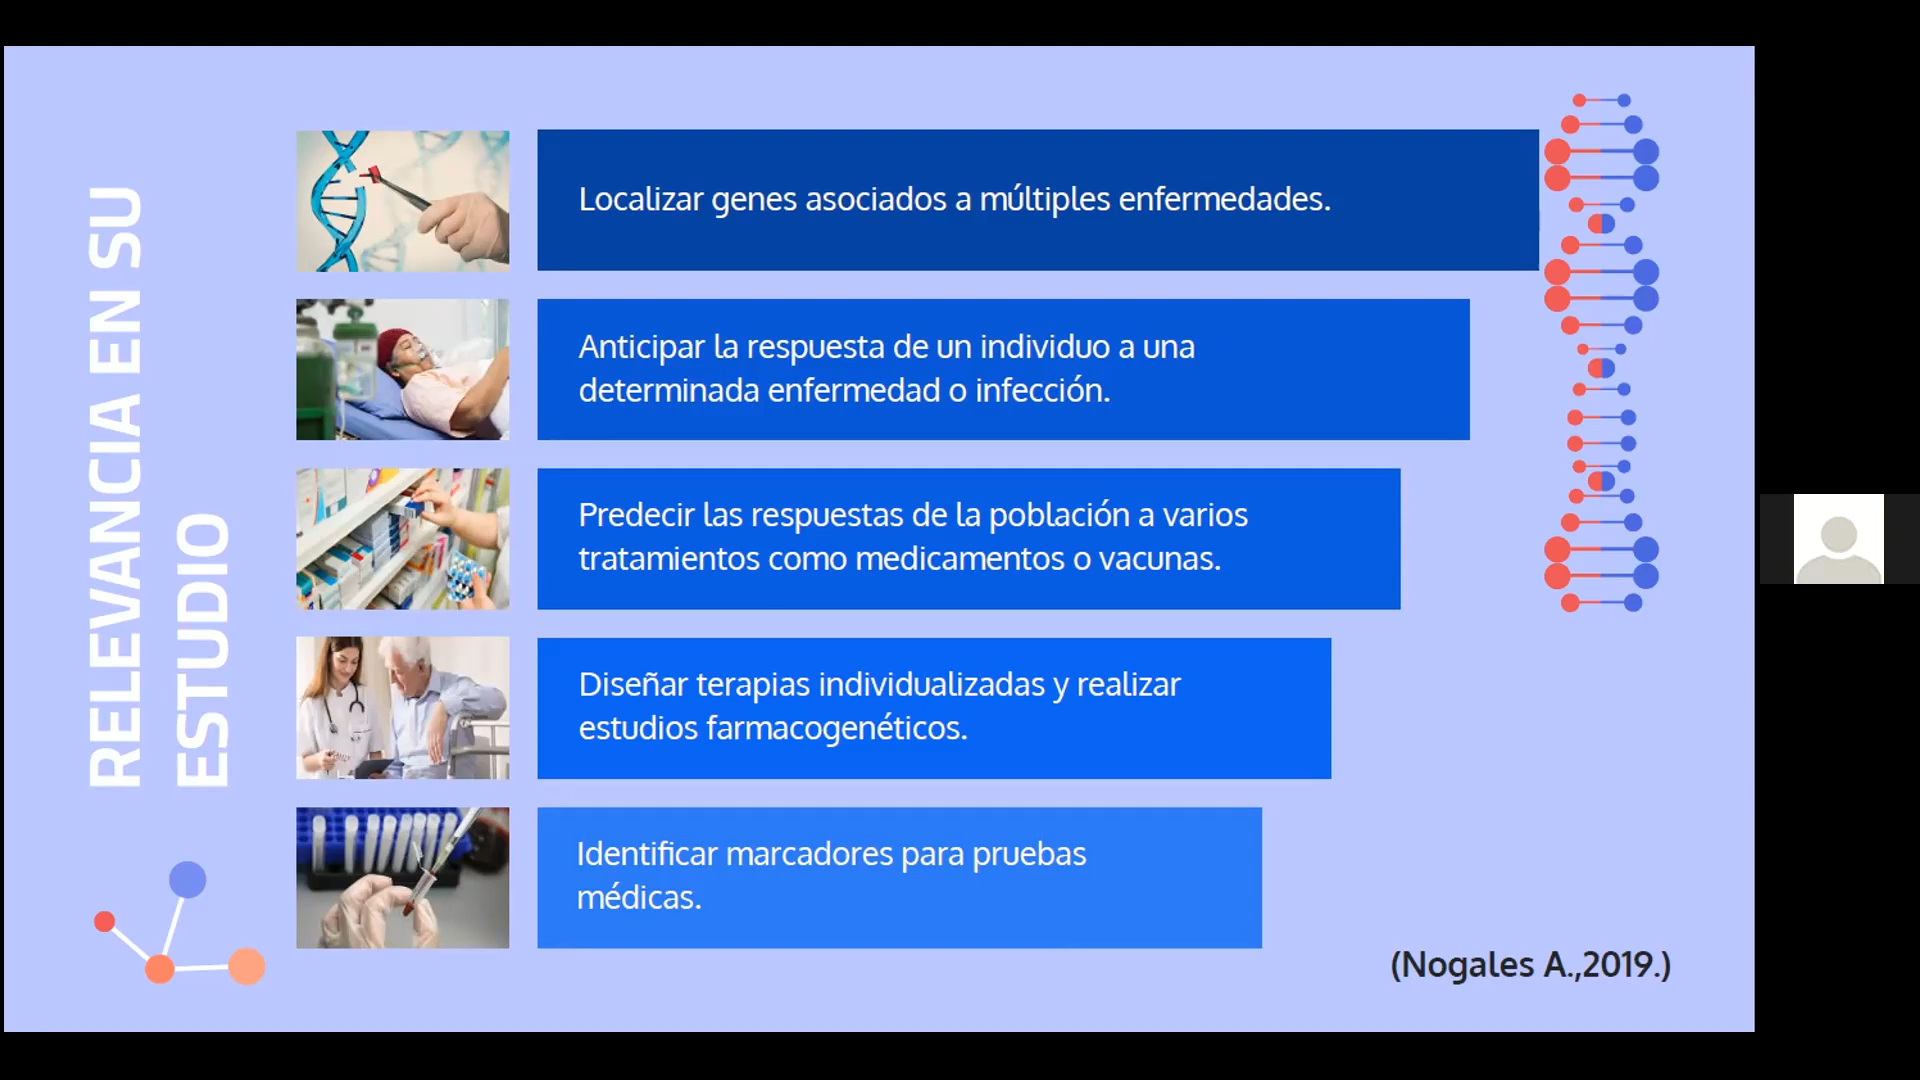 RELEVANCIA EN SU
ESTUDIO
Localizar genes asociados a múltiples enfermedades.
Anticipar la respuesta de un individuo a una
determinada enfermedad o infección.
Predecir las respuestas de la población a varios
tratamientos como medicamentos o vacunas.
Diseñar terapias individualizadas y realizar
estudios farmacogenéticos.
Identificar marcadores para pruebas
médicas.
(Nogales A.,2019.)